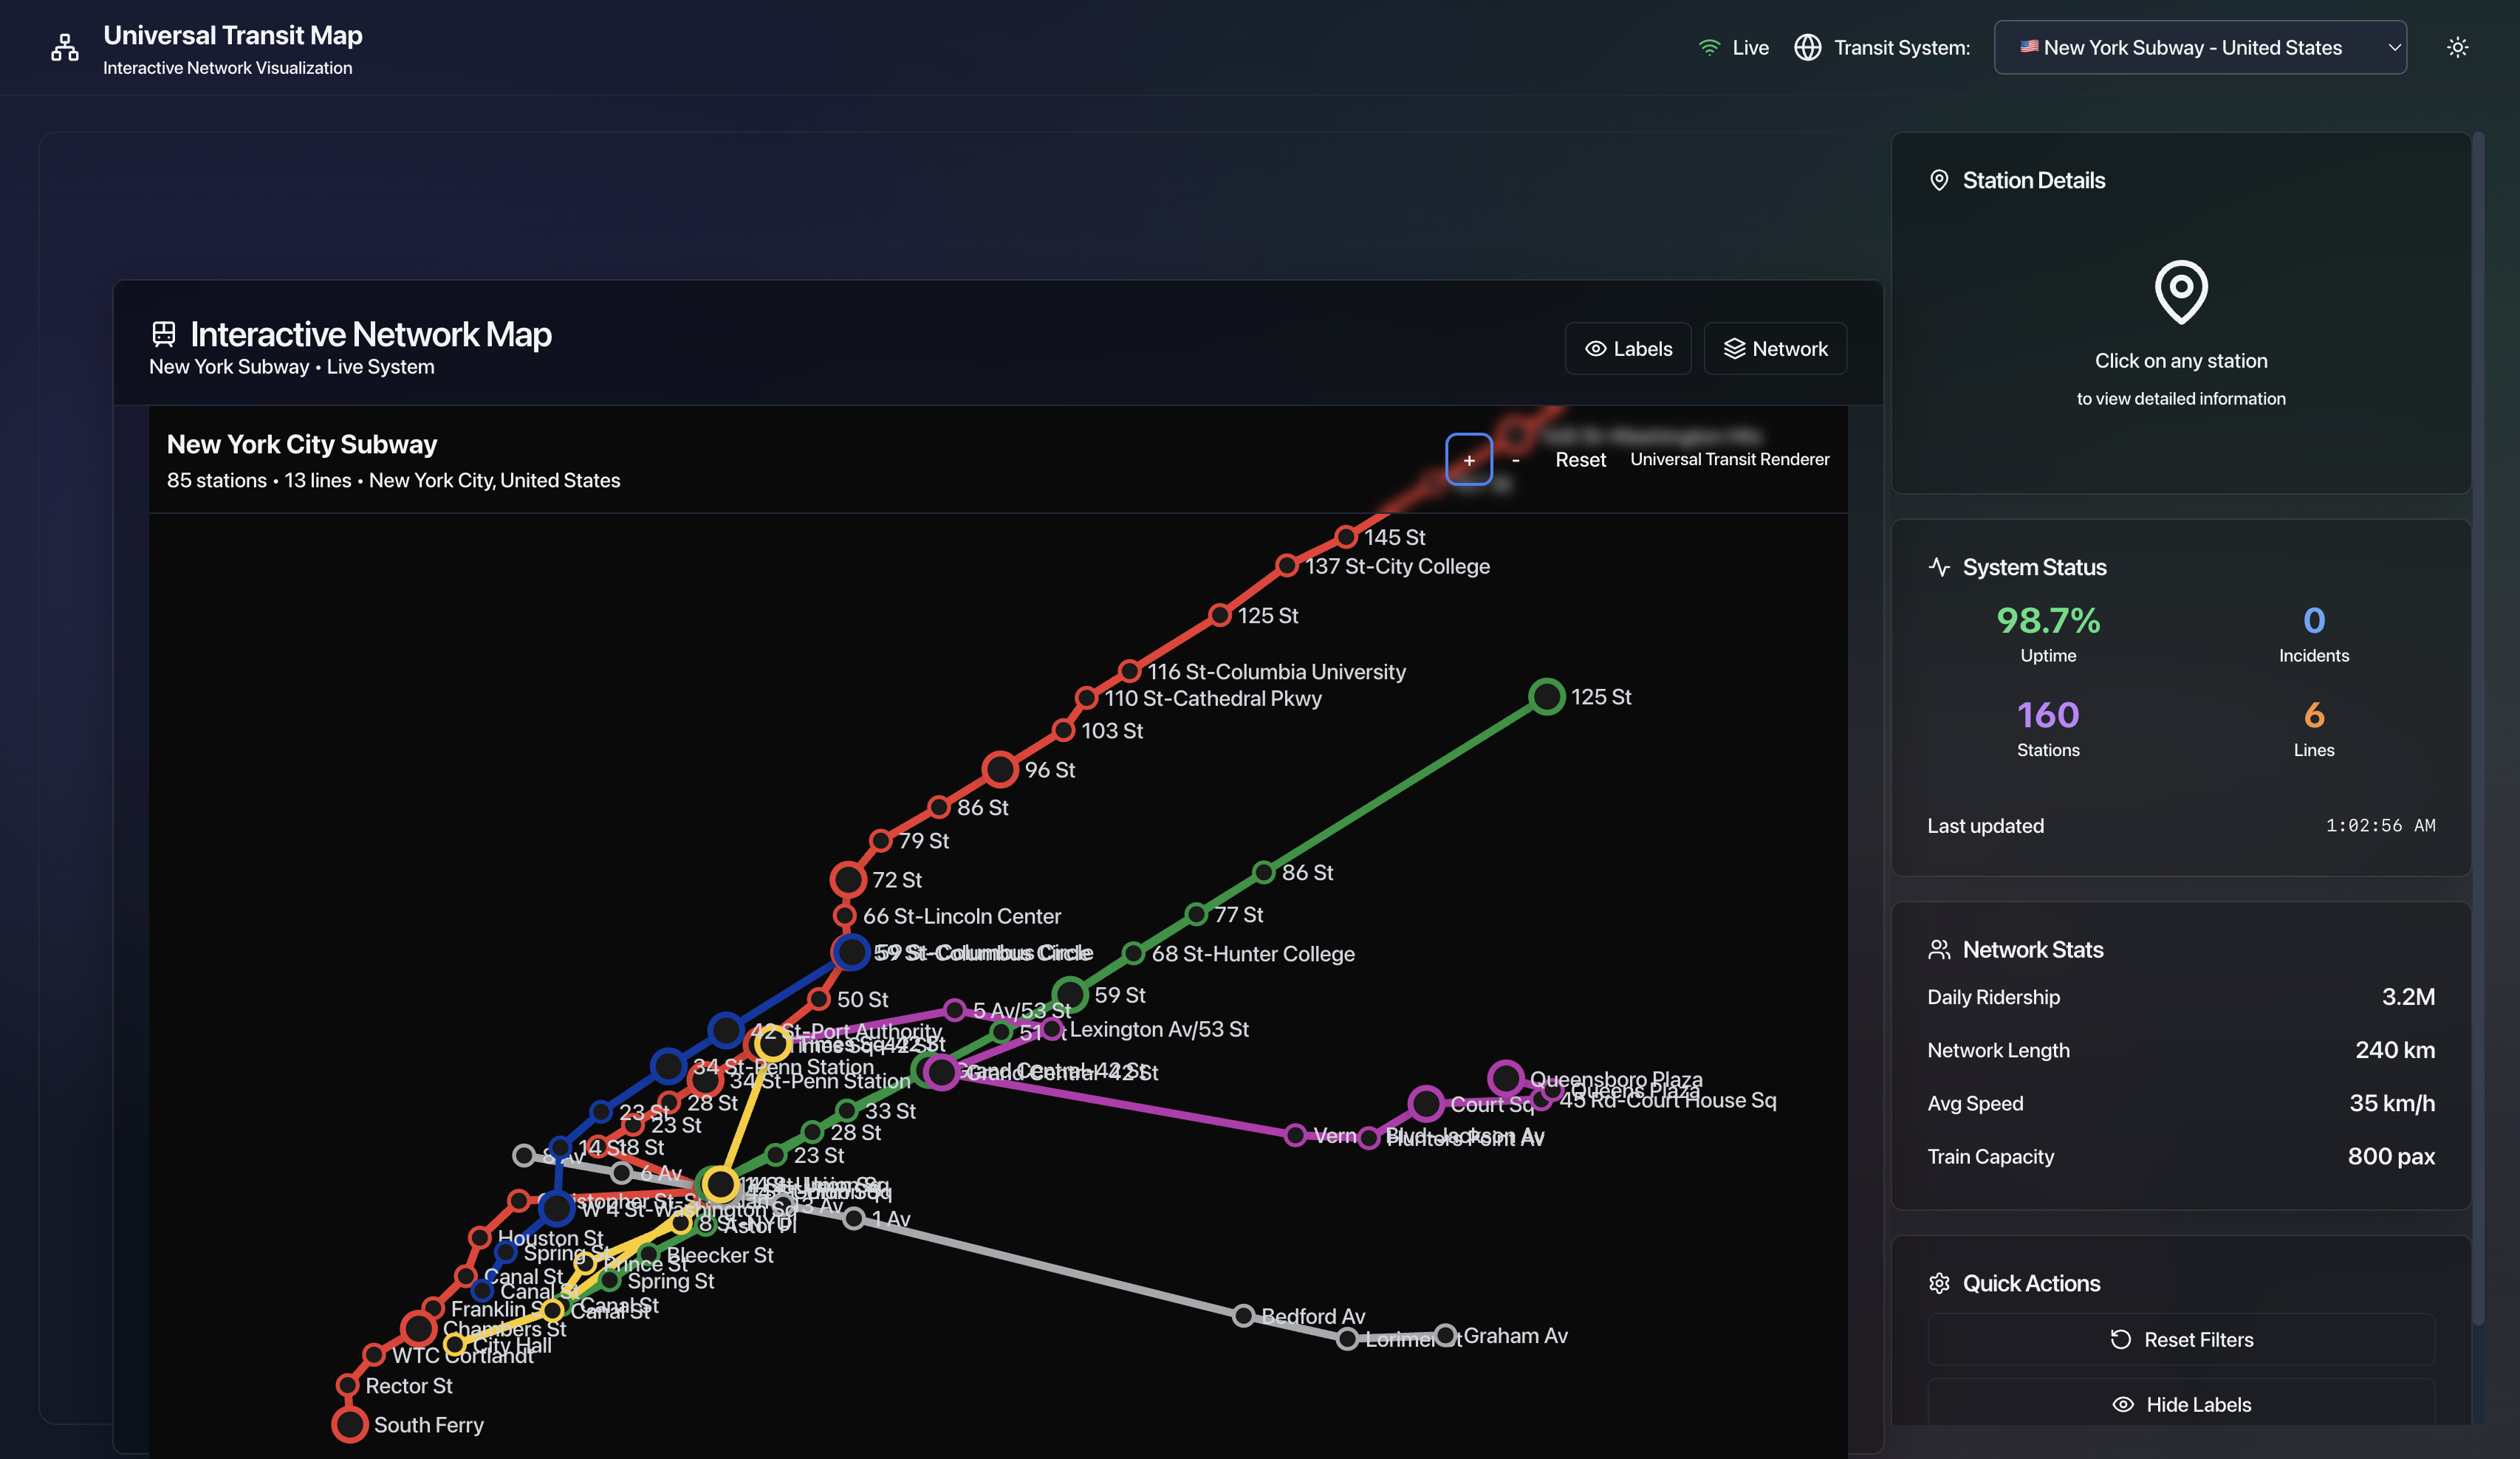 Universal Transit Map
Interactive Network Visualization
Live
Transit System:
🇺🇸 New York Subway - United States
Interactive Network Map
New York Subway • Live System
Labels
Network
New York City Subway
85 stations • 13 lines • New York City, United States
+
-
Reset
Universal Transit Renderer
145 St
137 St-City College
125 St
116 St-Columbia University
125 St
110 St-Cathedral Pkwy
103 St
96 St
86 St
79 St
86 St
72 St
77 St
66 St-Lincoln Center
59 St-Columbus Circle
68 St-Hunter College
59 St
50 St
5 Av/53 St
Lexington Av/53 St
51
42 St-Port Authority
Times Sq-42 St
34 St-Penn Station
Grand Central-42 St
34 St-Penn Station
Queensboro Plaza
Queens Plaza
45 Rd-Court House Sq
Court Sq
28 St
23 St
33 St
23 St
28 St
Hunters Point Av
14 St
18 St
23 St
8 Av
6 Av
14 St-Union Sq
W 4 St-Washington Sq
3 Av
1 Av
8 St-NYU
Astor Pl
Houston St
Spring St
Bleecker St
Prince St
Canal St
Spring St
Canal St
Canal St
Canal St
Franklin S
Bedford Av
Chambers St
Lorimer St
Graham Av
City Hall
WTC Cortlandt
Rector St
South Ferry
Station Details
Click on any station
to view detailed information
System Status
98.7%
Uptime
0
Incidents
160
Stations
6
Lines
Last updated
1:02:56 AM
Network Stats
Daily Ridership
3.2M
Network Length
240 km
Avg Speed
35 km/h
Train Capacity
800 pax
Quick Actions
Reset Filters
Hide Labels